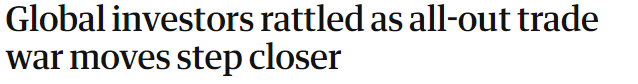 Global investors rattled as all-out trade
war moves step closer